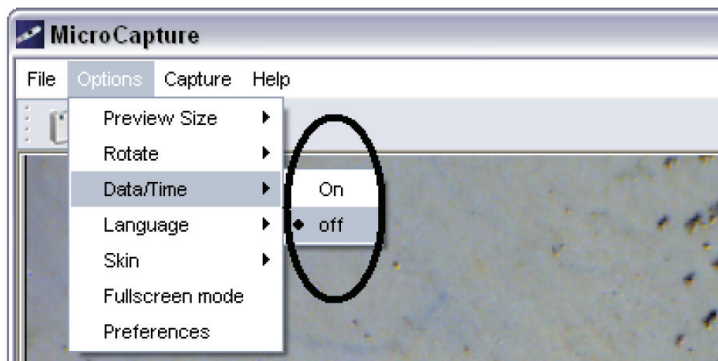 MicroCapture
File Options Capture Help
Preview Size
Rotate
Data/Time
On
Language
off
Skin
Fullscreen mode
Preferences